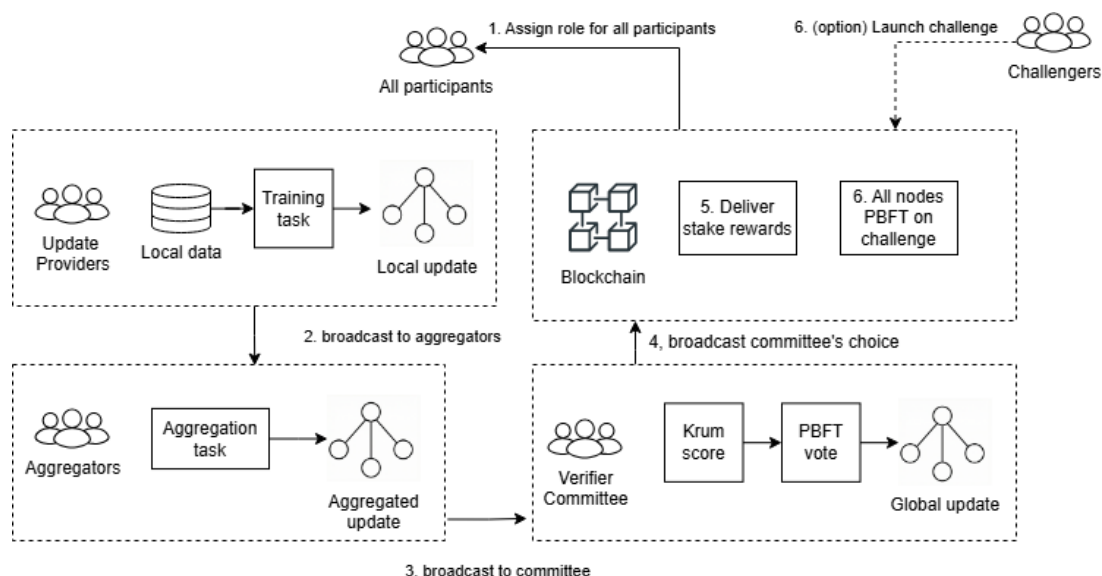 1. Assign role for all participants
All participants
6. (option) Launch challenge
Challengers
Update
Providers
Local data
Training
task
Local update
Blockchain
5. Deliver
stake rewards
6. All nodes
PBFT on
challenge
2. broadcast to aggregators
4, broadcast committee's choice
Aggregators
Aggregation
task
Aggregated
update
Verifier
Committee
Krum
score
PBFT
vote
Global update
3. broadcast to committee